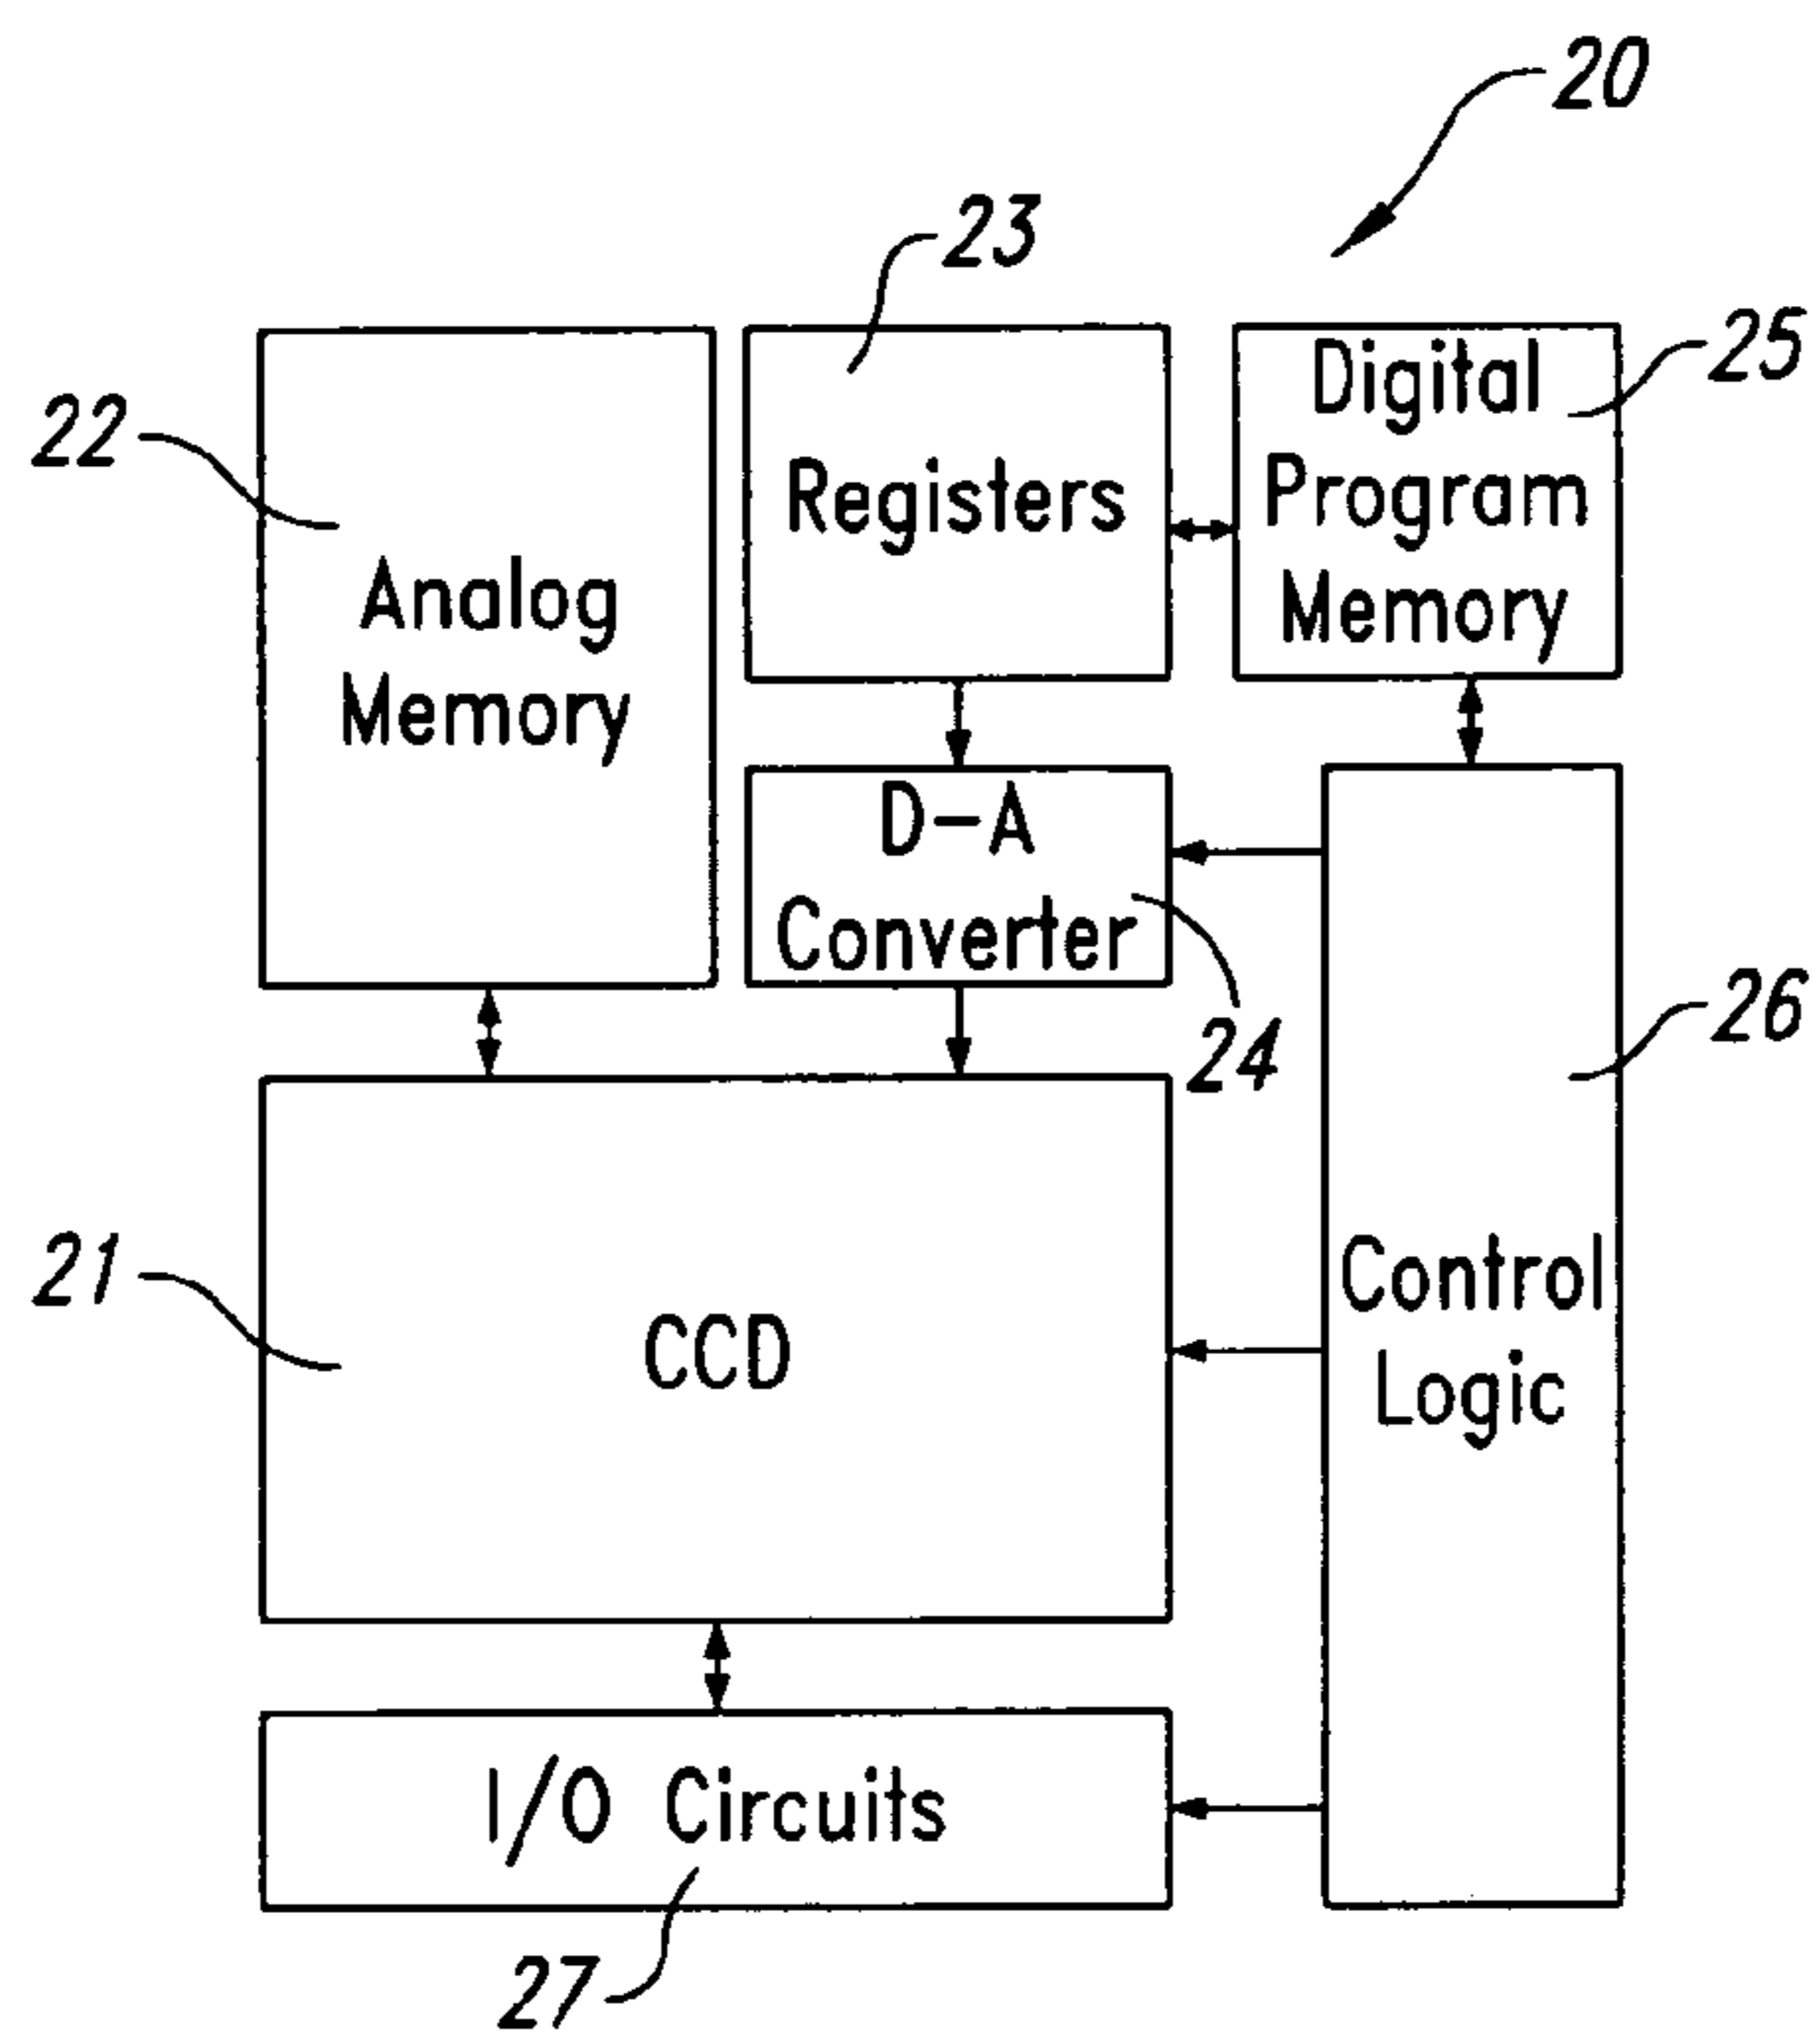 20
23
25
22
Registers
Digital
Program
Memory
Analog
Memory
D-A
Converter
24
26
21
CCD
Control
Logic
I/O Circuits
27